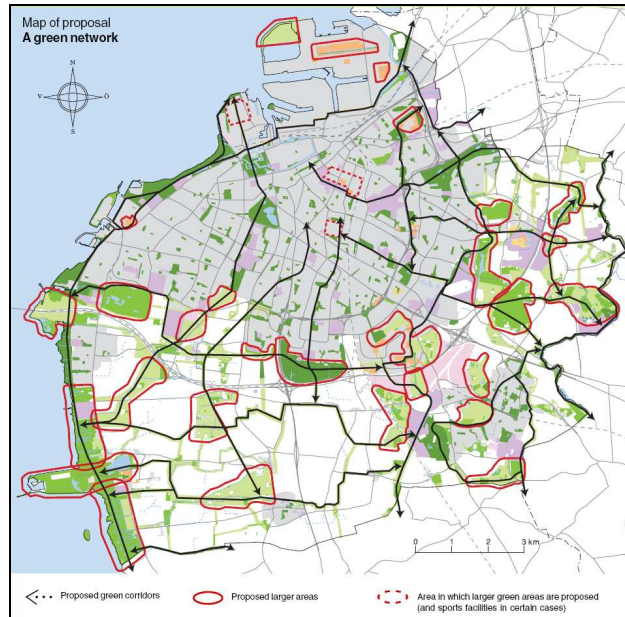 Map of proposal
A green network
N
V
Ö
S
0 1 2 3 km
Proposed green corridors
Proposed larger areas
Area in which larger green areas are proposed
(and sports facilities in certain cases)